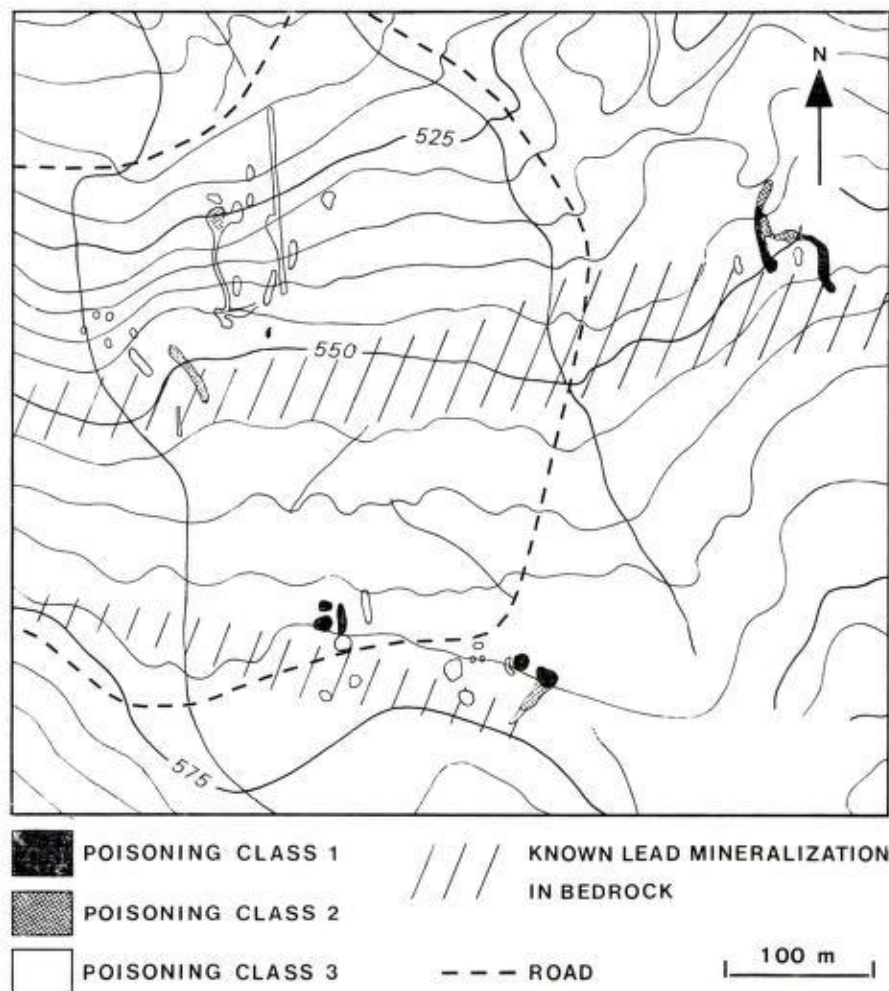 N
525
550
575
POISONING CLASS 1
POISONING CLASS 2
POISONING CLASS 3
KNOWN LEAD MINERALIZATION
IN BEDROCK
ROAD
100 m